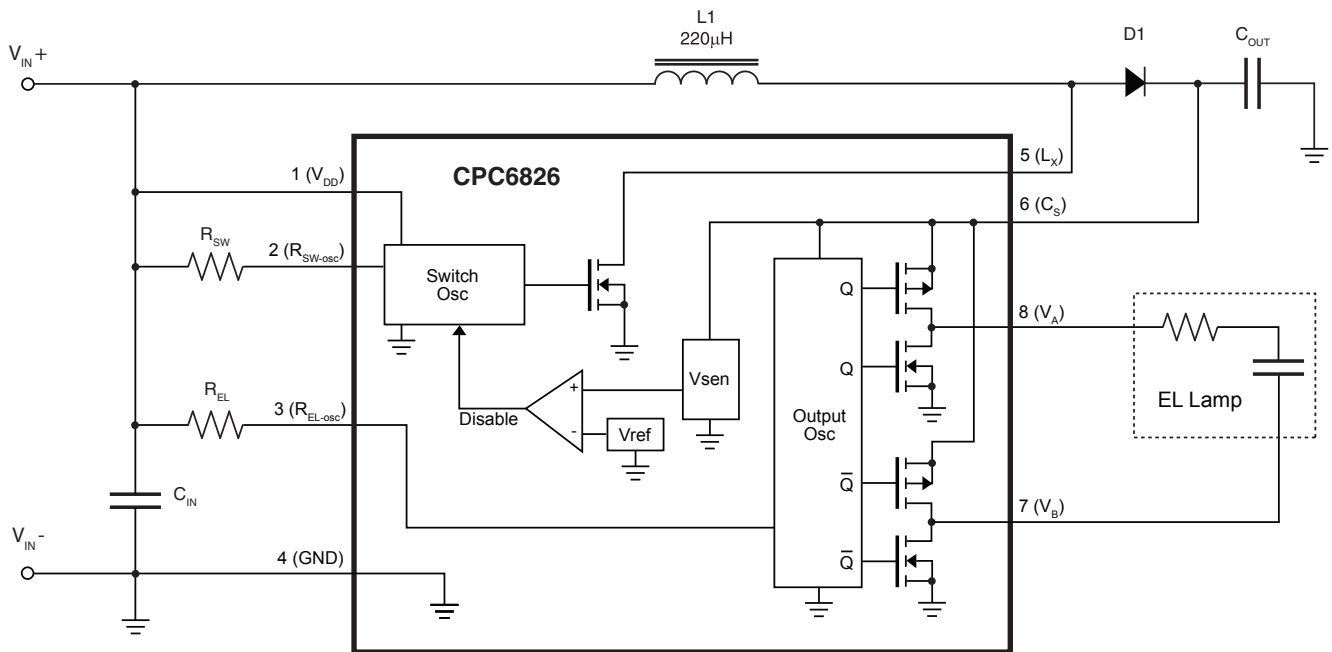 L1
220μH
D1
C_OUT
V_IN+
5 (L_X)
CPC6826
1 (V_DD)
6 (C_S)
R_SW
2 (R_SW-osc)
Switch
Osc
Q
8 (V_A)
Vsen
Q
R_EL
3 (R_EL-osc)
+
Disable
-
Vref
Output
Osc
EL Lamp
Q̅
C_IN
7 (V_B)
V_IN-
4 (GND)
Q̅